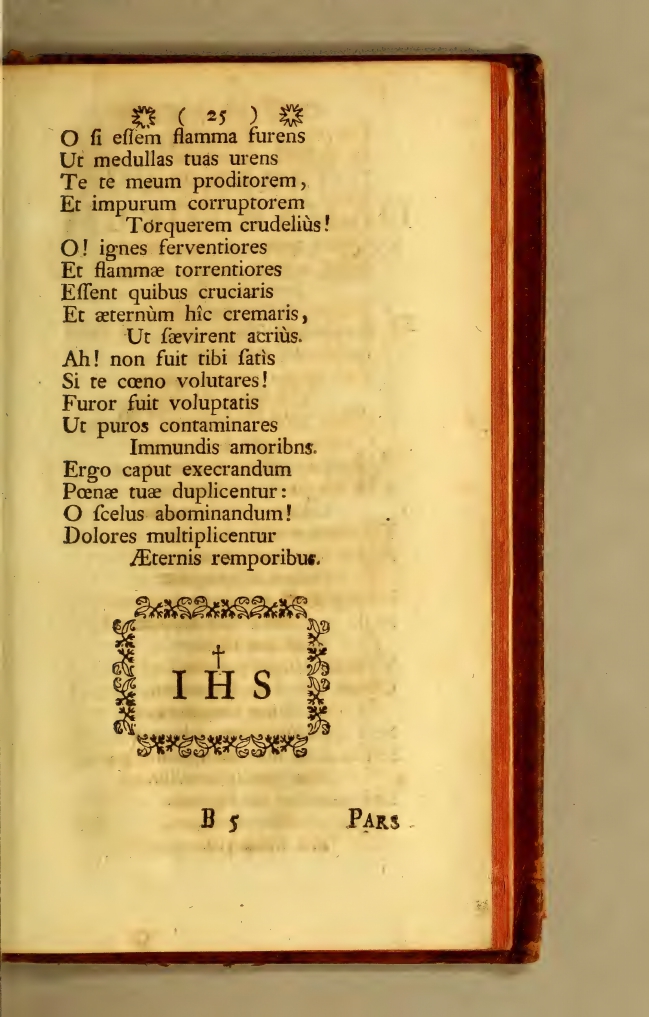 ( 25 )
O ſi eſſem flamma furens
Ut medullas tuas urens
Te te meum proditorem,
Et impurum corruptorem
Torquerem crudeliùs!
O! ignes ferventiores
Et flammæ torrentiores
Eſſent quibus cruciaris
Et æternùm hîc cremaris,
Ut ſævirent acriùs.
Ah! non fuit tibi ſatìs
Si te cœno volutares!
Furor fuit voluptatis
Ut puros contaminares
Immundis amoribns.
Ergo caput execrandum
Pœnæ tuæ duplicentur:
O ſcelus abominandum!
Dolores multiplicentur
Æternis remporibus.
†
I H S
B 5 PARS